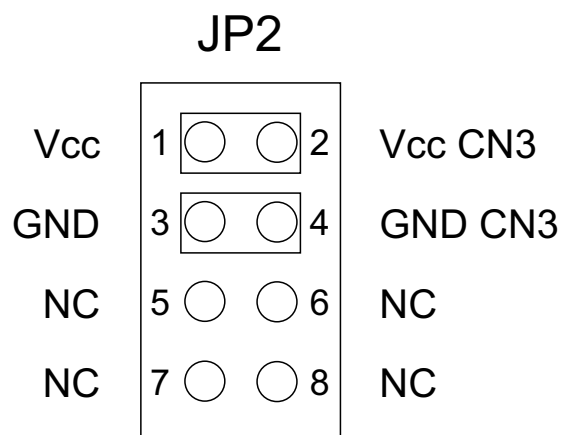 JP2
Vcc 1 2 Vcc CN3
GND 3 4 GND CN3
NC 5 6 NC
NC 7 8 NC